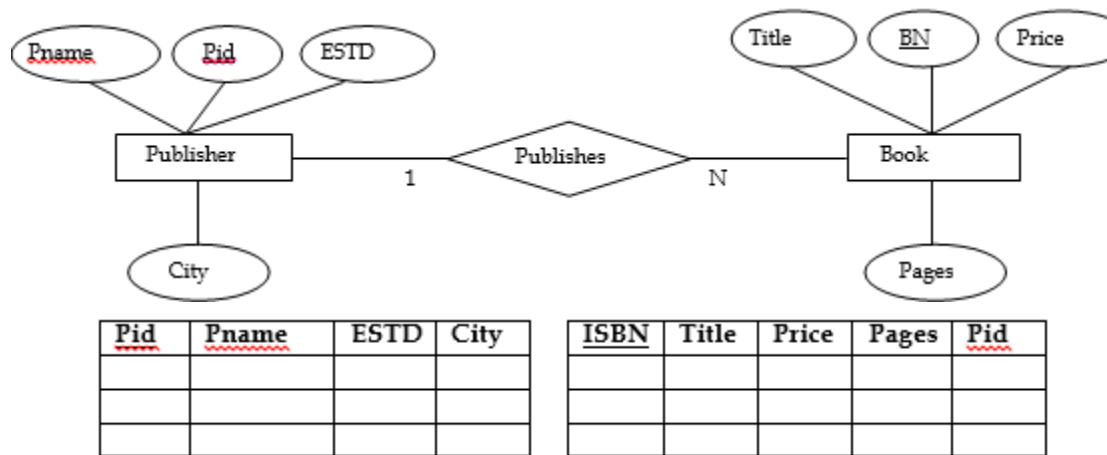 Pname Pid ESTD Title BN Price
Publisher Publishes Book
1 N
City Pages
Pid Pname ESTD City ISBN Title Price Pages Pid